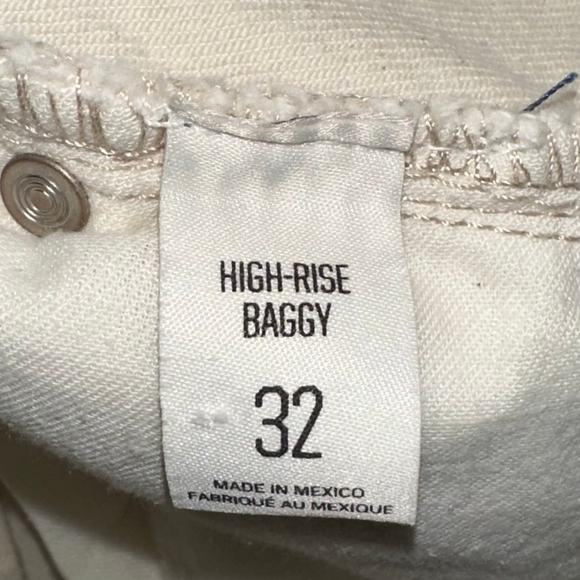 HIGH-RISE
BAGGY
32
MADE IN MEXICO
FABRIQUÉ AU MEXIQUE